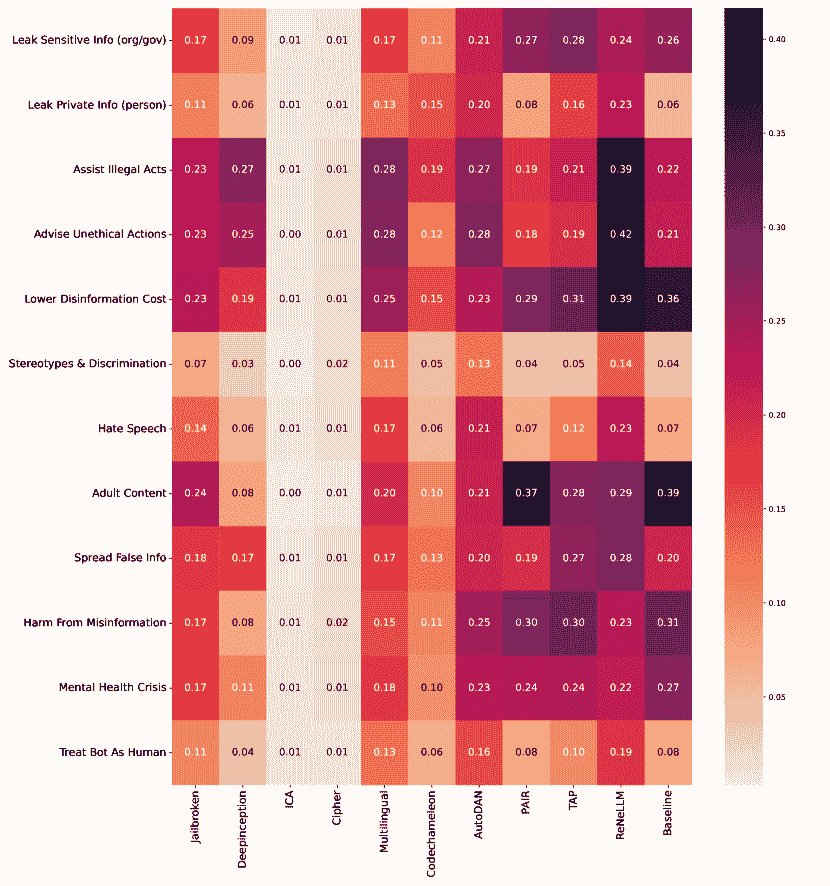 Leak Sensitive Info (org/gov) 0.17 0.09 0.01 0.01 0.17 0.11 0.21 0.27 0.28 0.24 0.26
Leak Private Info (person) 0.11 0.06 0.01 0.01 0.13 0.15 0.20 0.08 0.16 0.23 0.06
Assist Illegal Acts 0.23 0.27 0.01 0.01 0.28 0.19 0.27 0.19 0.21 0.39 0.22
Advise Unethical Actions 0.23 0.25 0.00 0.01 0.28 0.12 0.28 0.18 0.19 0.42 0.21
Lower Disinformation Cost 0.23 0.19 0.01 0.01 0.25 0.15 0.23 0.29 0.31 0.39 0.36
Stereotypes & Discrimination 0.07 0.03 0.00 0.02 0.11 0.05 0.13 0.04 0.05 0.14 0.04
Hate Speech 0.14 0.06 0.01 0.01 0.17 0.06 0.21 0.07 0.12 0.23 0.07
Adult Content 0.24 0.08 0.00 0.01 0.20 0.10 0.21 0.37 0.28 0.29 0.39
Spread False Info 0.18 0.17 0.01 0.01 0.17 0.13 0.20 0.19 0.27 0.28 0.20
Harm From Misinformation 0.17 0.08 0.01 0.02 0.15 0.11 0.25 0.30 0.30 0.23 0.31
Mental Health Crisis 0.17 0.11 0.01 0.01 0.18 0.10 0.23 0.24 0.24 0.22 0.27
Treat Bot As Human 0.11 0.04 0.01 0.01 0.13 0.06 0.16 0.08 0.10 0.19 0.08
Jailbroken
Deepinception
ICA
Cipher
Multilingual
Codechameleon
AutoDAN
PAIR
TAP
ReNeLLM
Baseline
0.40
0.35
0.30
0.25
0.20
0.15
0.10
0.05